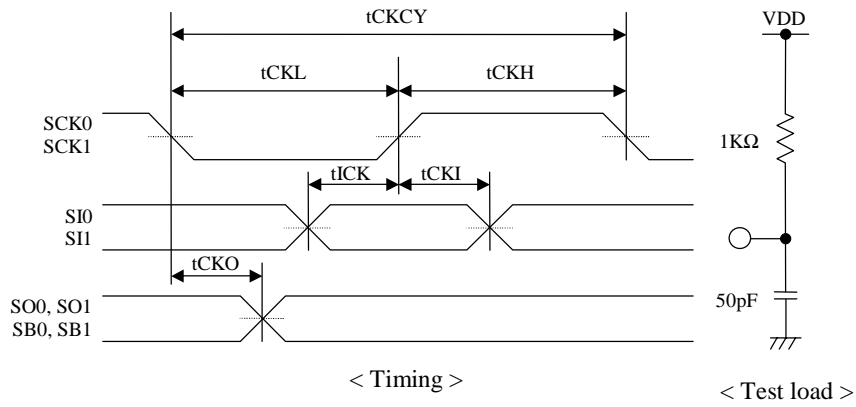 tCKCY
VDD
tCKL
tCKH
SCK0
SCK1
1KΩ
tICK
tCKI
SI0
SI1
tCKO
SO0, SO1
SB0, SB1
50pF
< Timing >
< Test load >